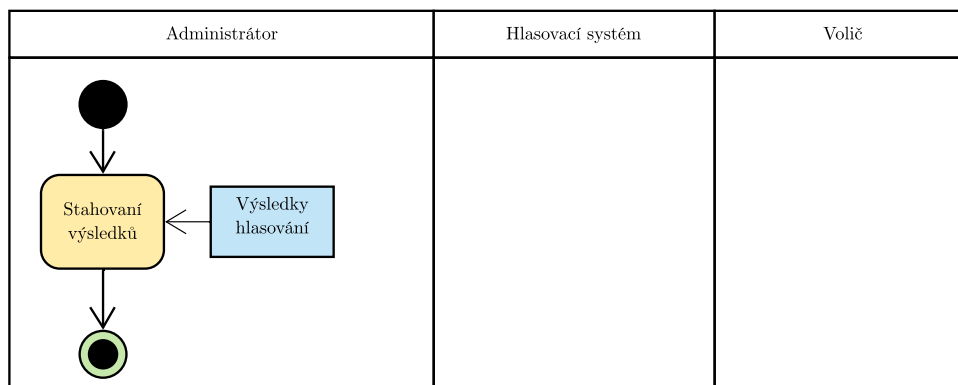 Administrátor
Hlasovací systém
Volič
Stahovaní
výsledků
Výsledky
hlasování